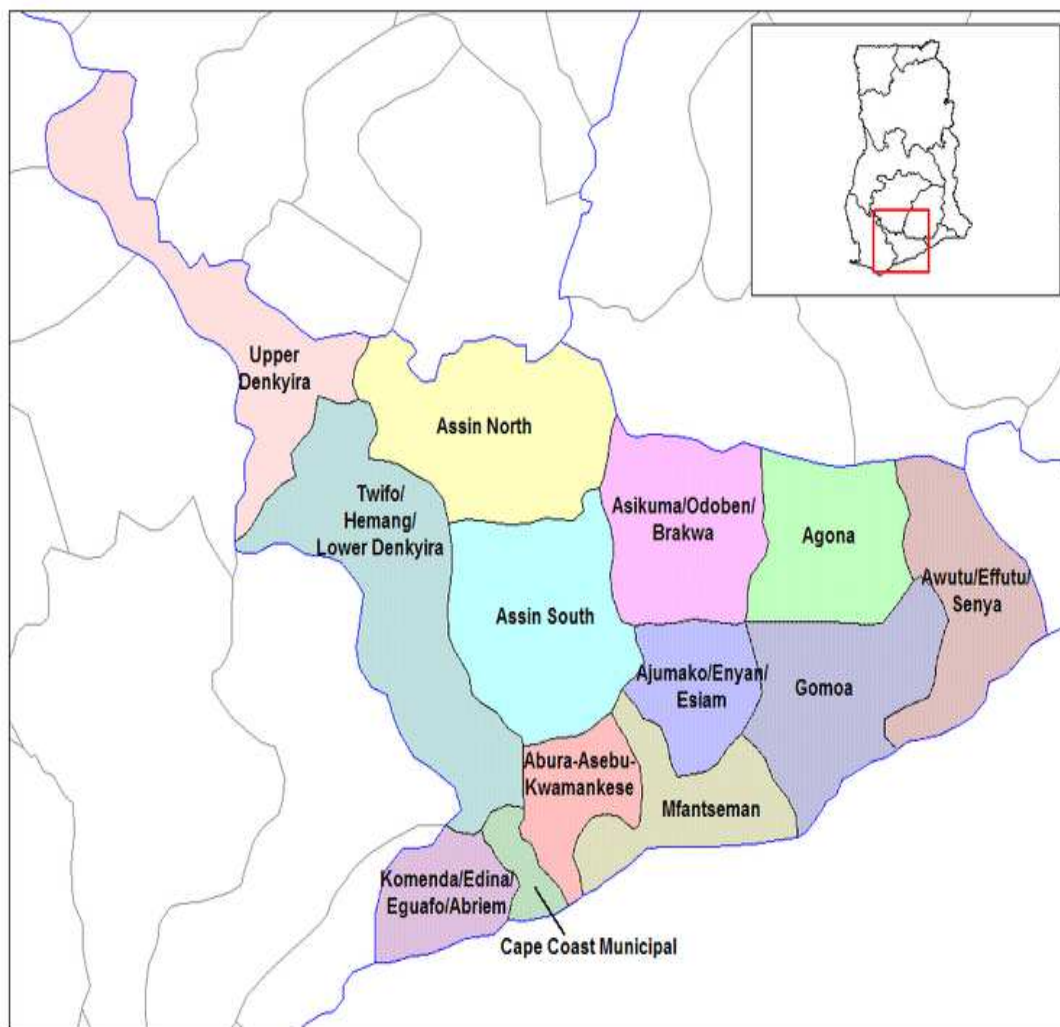 Upper
Denkyira
Assin North
Twifo/
Hemang/
Lower Denkyira
Asikuma/Odoben/
Brakwa
Agona
Awutu/Effutu/
Senya
Assin South
Ajumako/Enyan/
Esiam
Gomoa
Abura-Asebu-
Kwamankese
Mfantseman
Komenda/Edina/
Eguafo/Abriem
Cape Coast Municipal